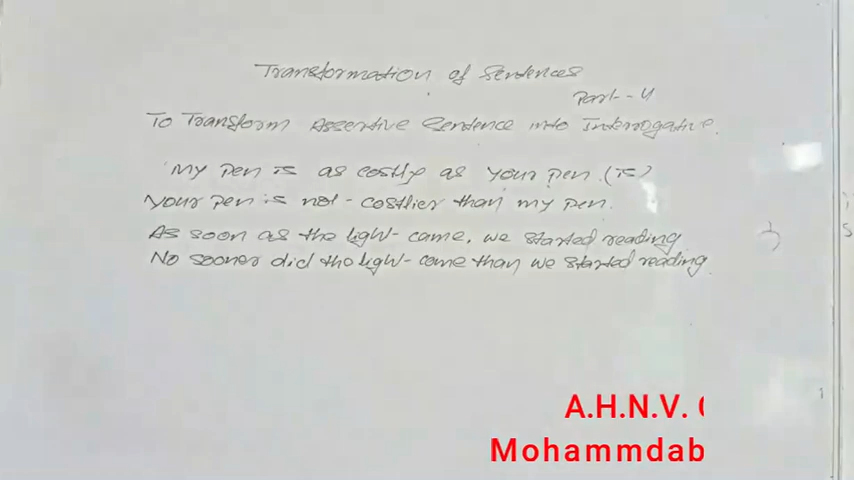 Transformation of Sentences
Part-4
To Transform Assertive Sentence into Interrogative.
My pen is as costly as your pen. (is)
Your pen is not costlier than my pen.
As soon as the light came, we started reading
No sooner did the light come than we started reading.
A.H.N.V.
Mohammdab